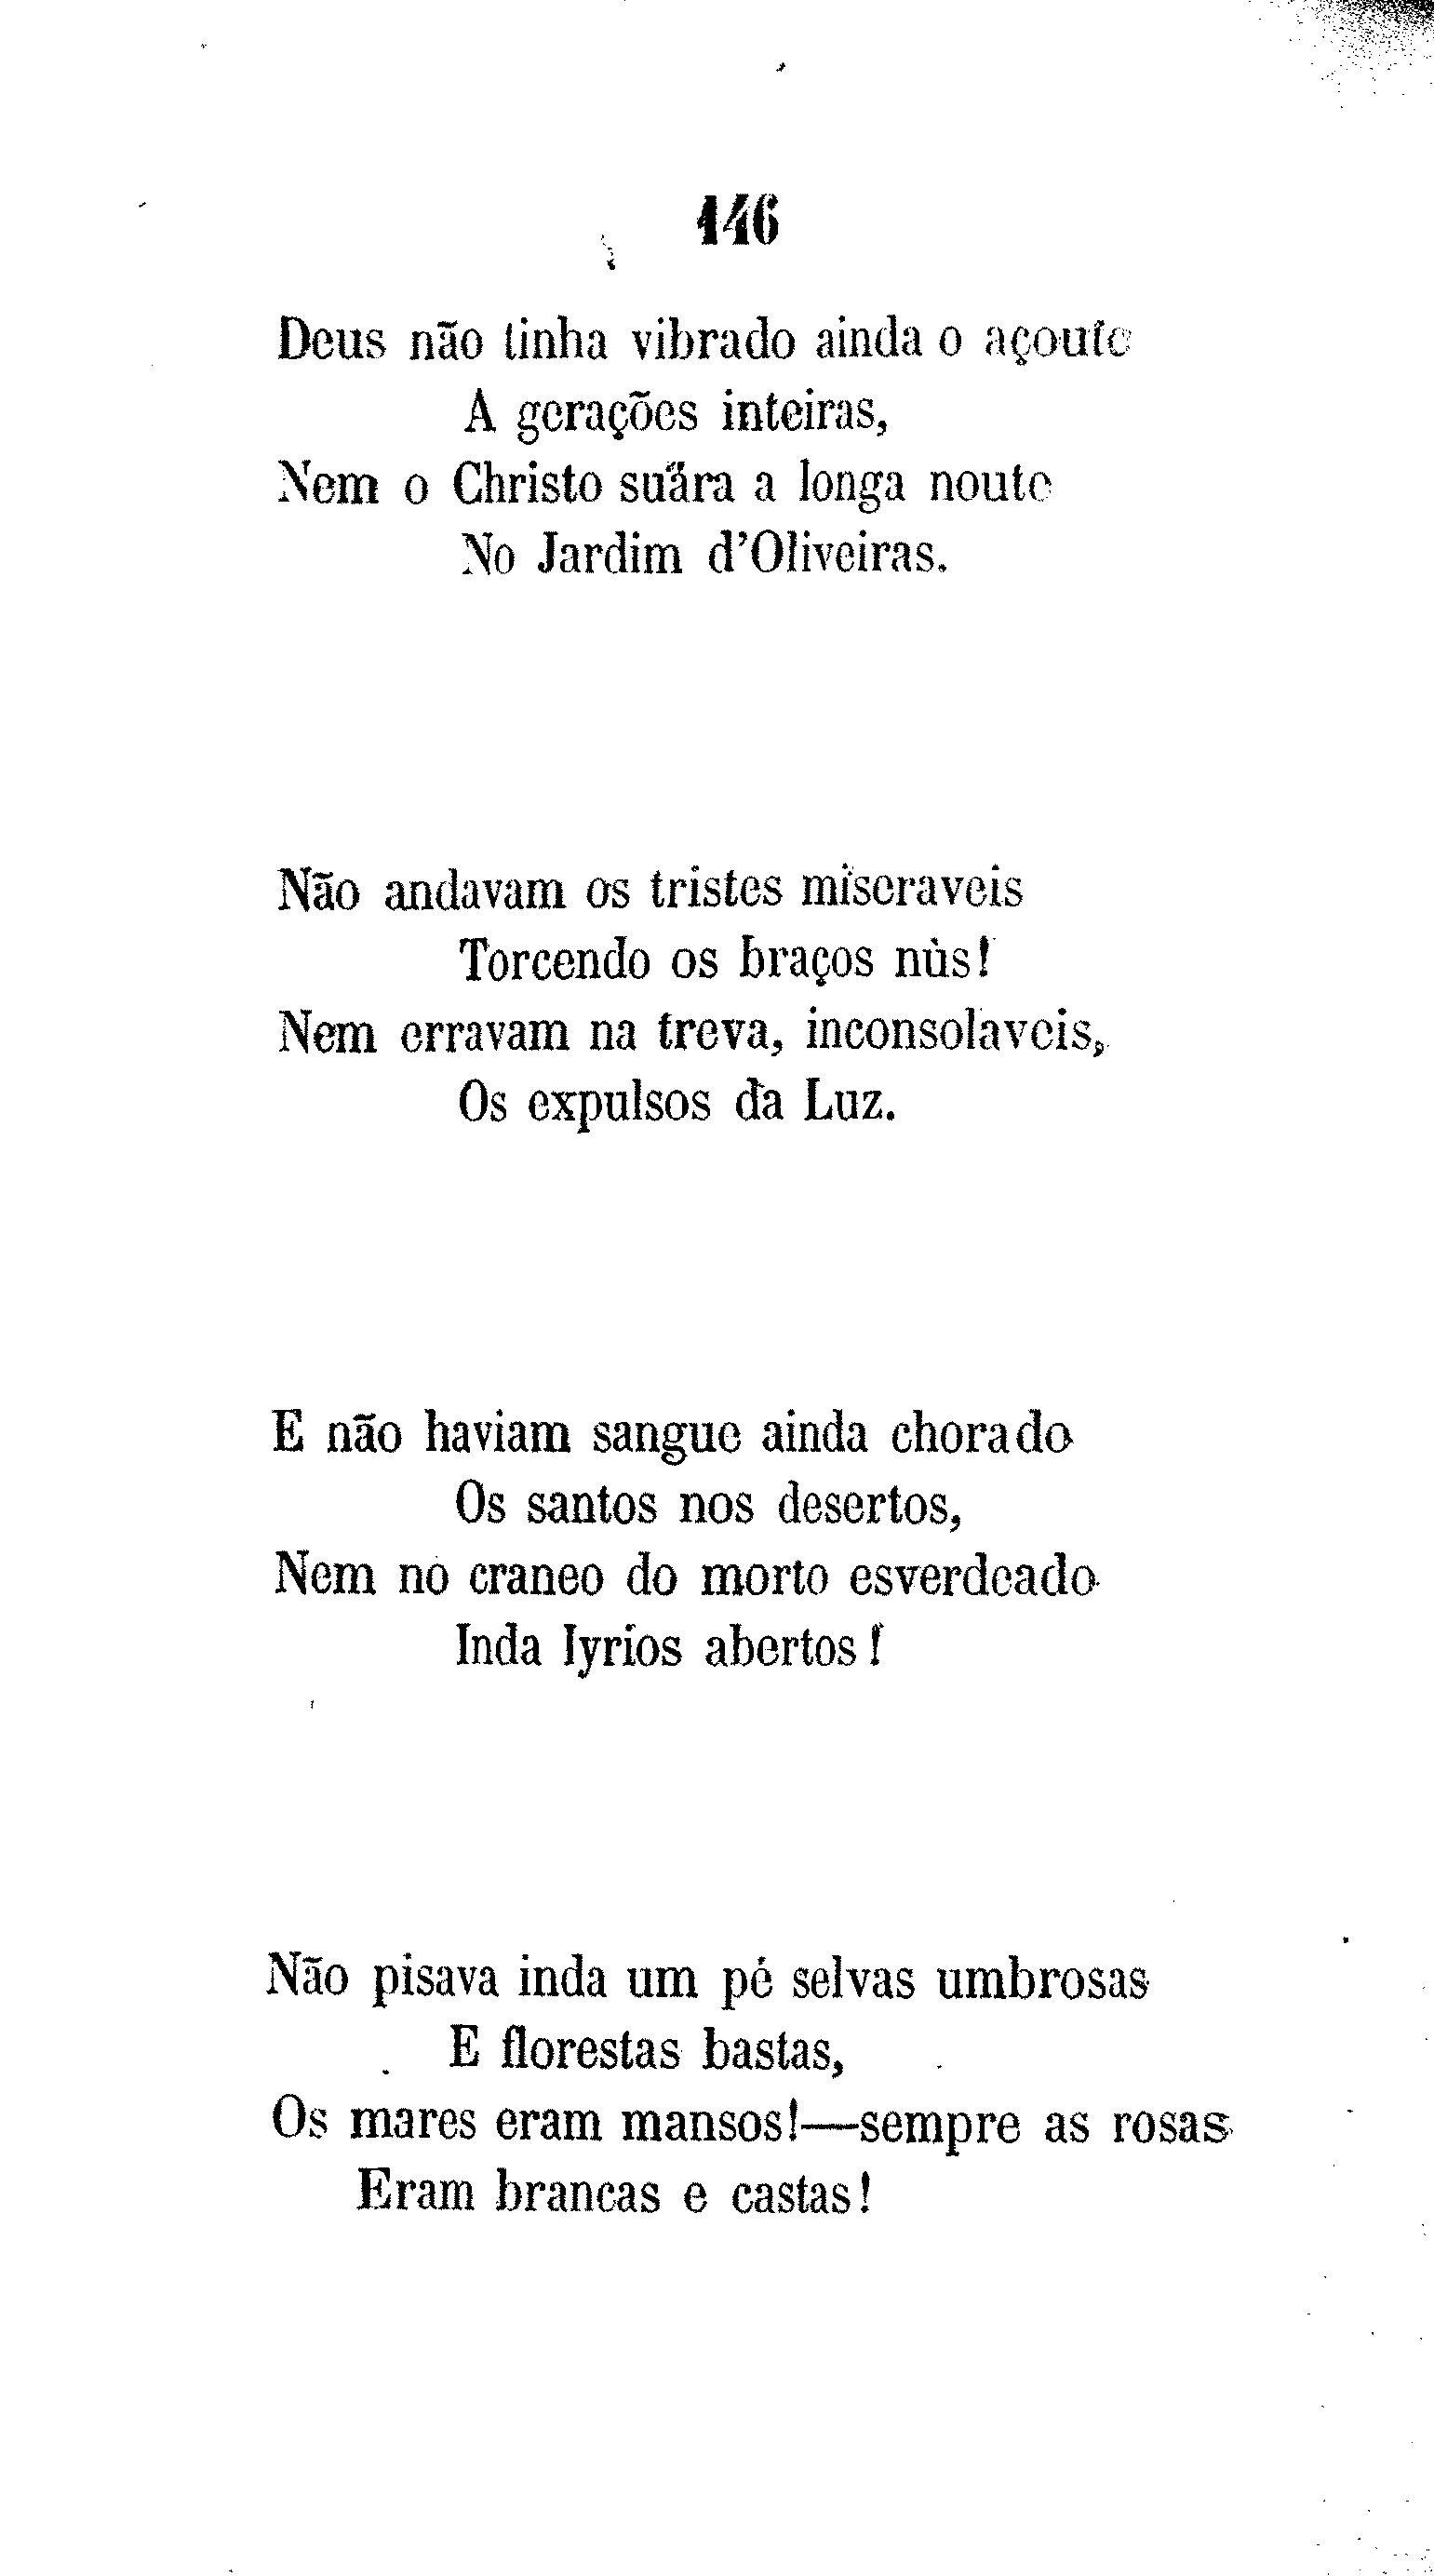 146
Deus não tinha vibrado ainda o açoute
A gerações inteiras,
Nem o Christo suára a longa noute
No Jardim d'Oliveiras.
Não andavam os tristes miseraveis
Torcendo os braços nús!
Nem erravam na treva, inconsolaveis,
Os expulsos da Luz.
E não haviam sangue ainda chorado
Os santos nos desertos,
Nem no craneo do morto esverdeado
Inda lyrios abertos!
Não pisava inda um pé selvas umbrosas
E florestas bastas,
Os mares eram mansos!—sempre as rosas
Eram brancas e castas!